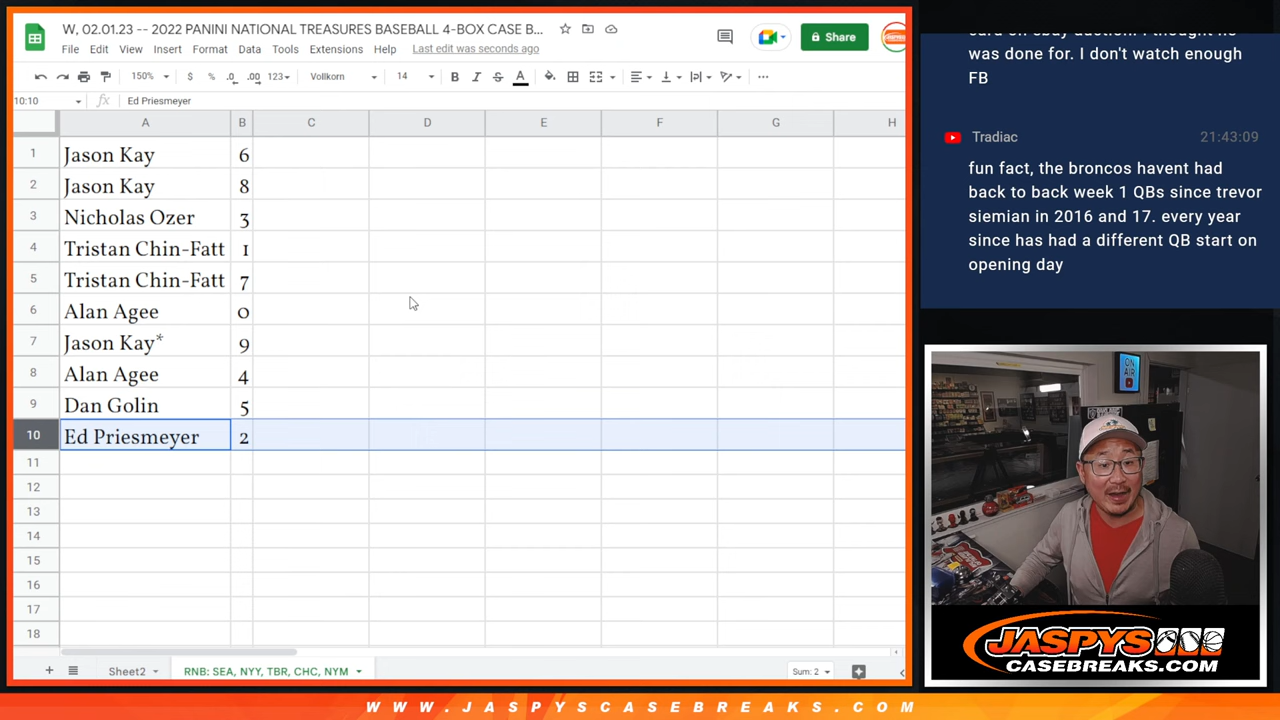 W, 02.01.23 -- 2022 PANINI NATIONAL TREASURES BASEBALL 4-BOX CASE B...
File Edit View Insert Format Data Tools Extensions Help Last edit was seconds ago
Share
150% $ % .0 .00 123 Vollkorn 14 B I S A
10:10 fx Ed Priesmeyer
A B C D E F G H
1 Jason Kay 6
2 Jason Kay 8
3 Nicholas Ozer 3
4 Tristan Chin-Fatt 1
5 Tristan Chin-Fatt 7
6 Alan Agee 0
7 Jason Kay* 9
8 Alan Agee 4
9 Dan Golin 5
10 Ed Priesmeyer 2
11
12
13
14
15
16
17
18
Sheet2 RNB: SEA, NYY, TBR, CHC, NYM Sum: 2
was done for. I don't watch enough
FB
Tradiac 21:43:09
fun fact, the broncos havent had
back to back week 1 QBs since trevor
siemian in 2016 and 17. every year
since has had a different QB start on
opening day
ON
AIR
JASPYS
CASEBREAKS.COM
WWW.JASPYSCASEBREAKS.COM